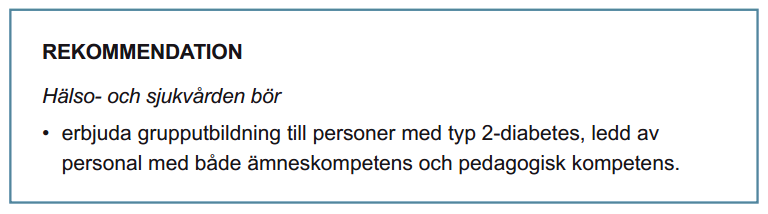 REKOMMENDATION
Hälso- och sjukvården bör
• erbjuda grupputbildning till personer med typ 2-diabetes, ledd av
personal med både ämneskompetens och pedagogisk kompetens.